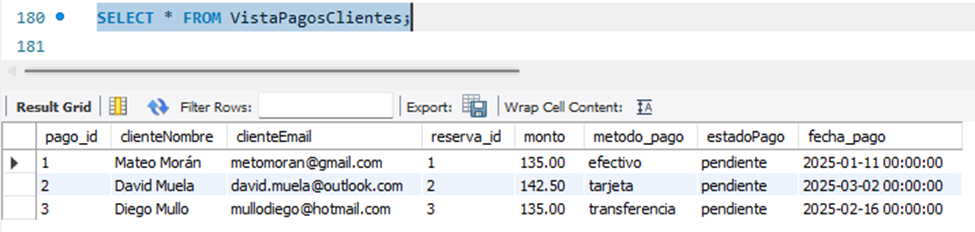 180 SELECT * FROM VistaPagosClientes;
181
Result Grid Filter Rows: Export: Wrap Cell Content: IA
pago_id clienteNombre clienteEmail reserva_id monto metodo_pago estadoPago fecha_pago
1 Mateo Morán metomoran@gmail.com 1 135.00 efectivo pendiente 2025-01-11 00:00:00
2 David Muela david.muela@outlook.com 2 142.50 tarjeta pendiente 2025-03-02 00:00:00
3 Diego Mullo mullodiego@hotmail.com 3 135.00 transferencia pendiente 2025-02-16 00:00:00